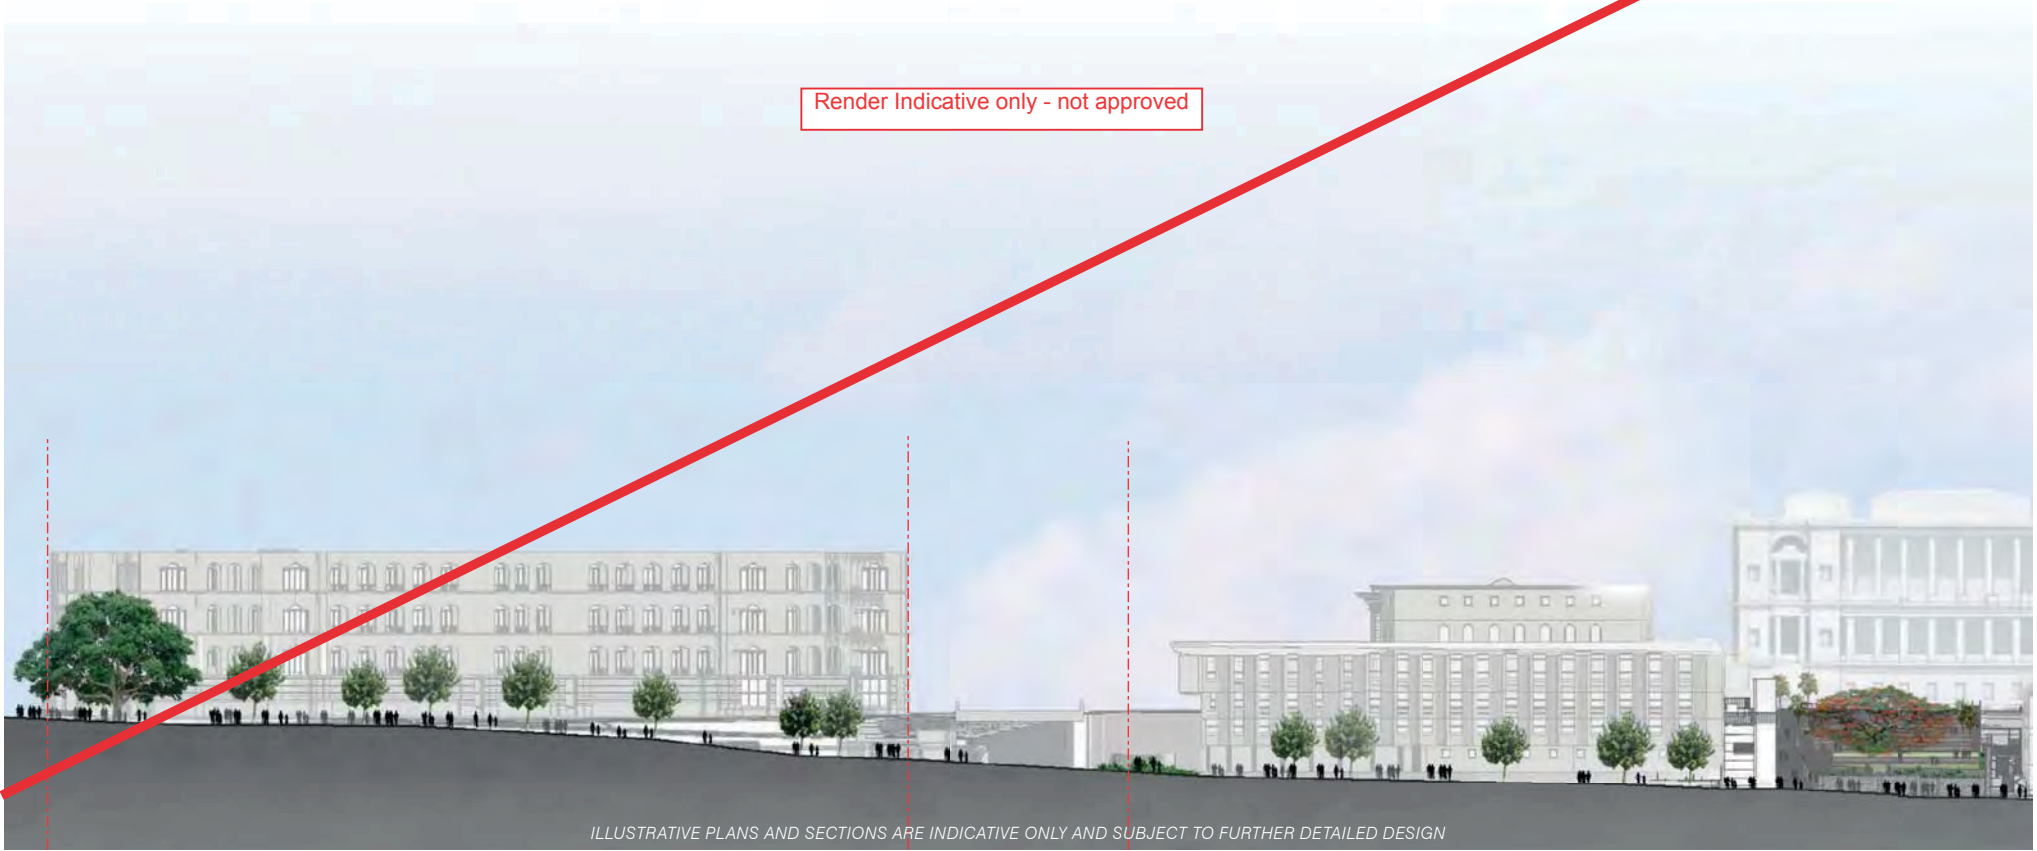 Render Indicative only - not approved
ILLUSTRATIVE PLANS AND SECTIONS ARE INDICATIVE ONLY AND SUBJECT TO FURTHER DETAILED DESIGN